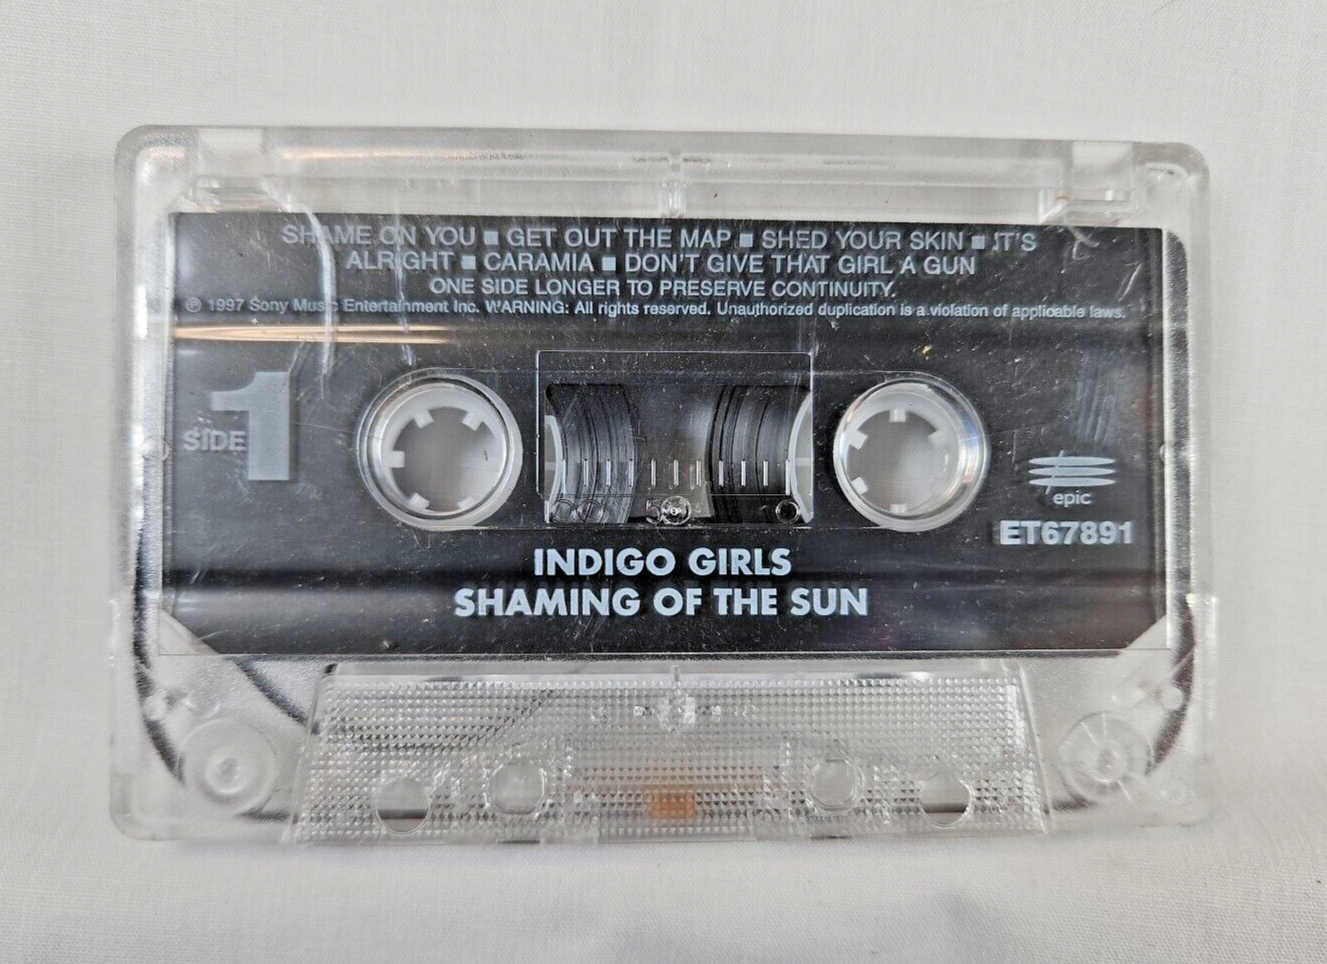 SHAME ON YOU ■ GET OUT THE MAP ■ SHED YOUR SKIN ■ IT'S
ALRIGHT ■ CARAMIA ■ DON'T GIVE THAT GIRL A GUN
ONE SIDE LONGER TO PRESERVE CONTINUITY.
℗ 1997 Sony Music Entertainment Inc. WARNING: All rights reserved. Unauthorized duplication is a violation of applicable laws.
SIDE 1
epic
ET67891
INDIGO GIRLS
SHAMING OF THE SUN